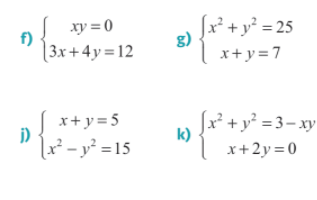 f) { xy = 0
3x + 4y = 12
g) { x² + y² = 25
x + y = 7
j) { x + y = 5
x² – y² = 15
k) { x² + y² = 3 – xy
x + 2y = 0